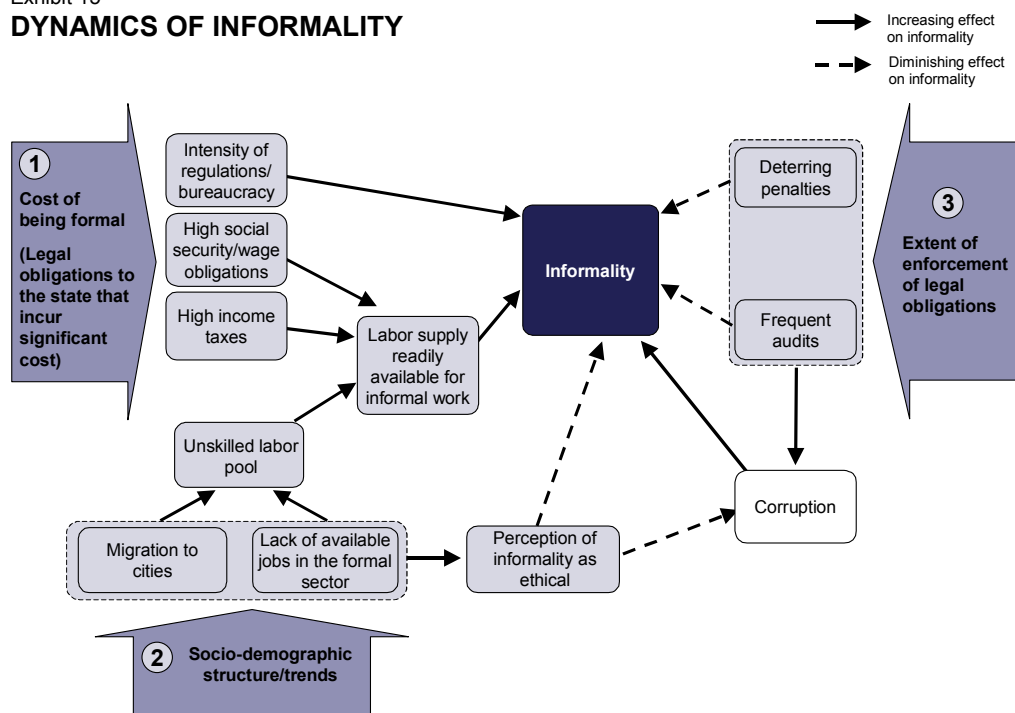 DYNAMICS OF INFORMALITY
Increasing effect
on informality
Diminishing effect
on informality
1
Cost of
being formal
(Legal
obligations to
the state that
incur
significant
cost)
Intensity of
regulations/
bureaucracy
High social
security/wage
obligations
High income
taxes
Labor supply
readily
available for
informal work
Unskilled labor
pool
Migration to
cities
Lack of available
jobs in the formal
sector
2
Socio-demographic
structure/trends
Informality
Perception of
informality as
ethical
Deterring
penalties
Frequent
audits
Corruption
3
Extent of
enforcement
of legal
obligations